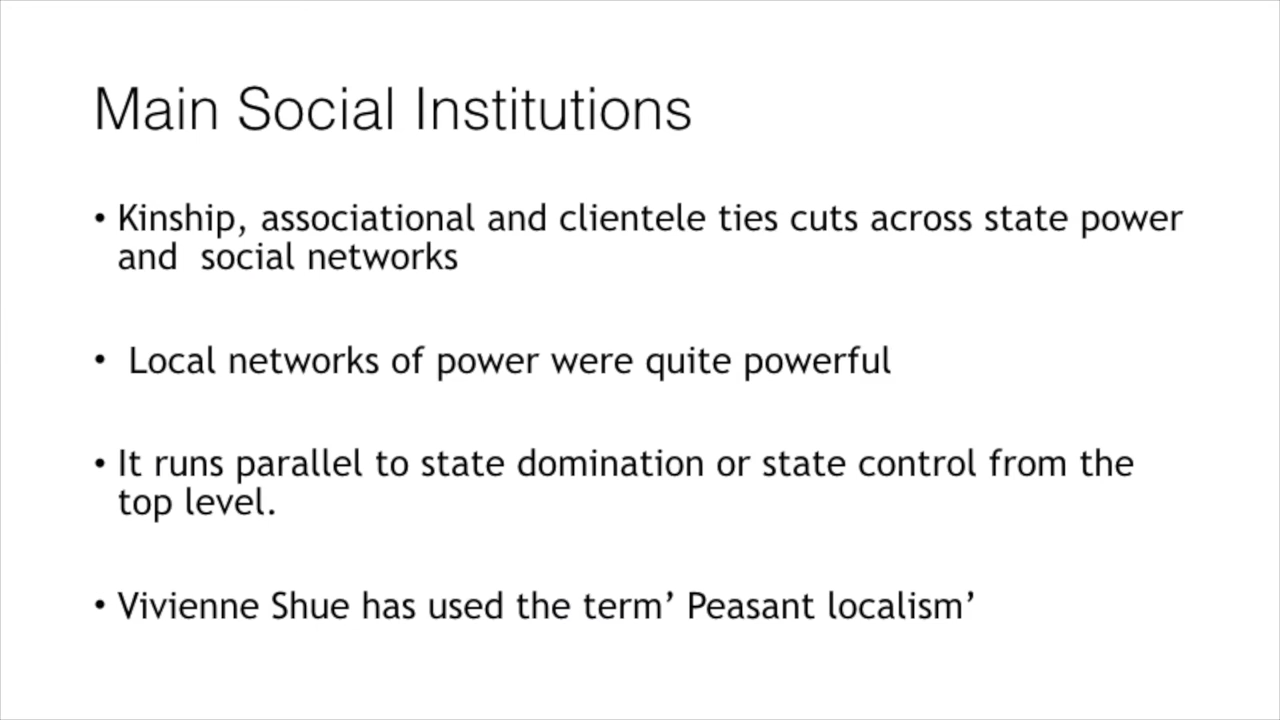 Main Social Institutions
• Kinship, associational and clientele ties cuts across state power
and  social networks
•  Local networks of power were quite powerful
• It runs parallel to state domination or state control from the
top level.
• Vivienne Shue has used the term’ Peasant localism’